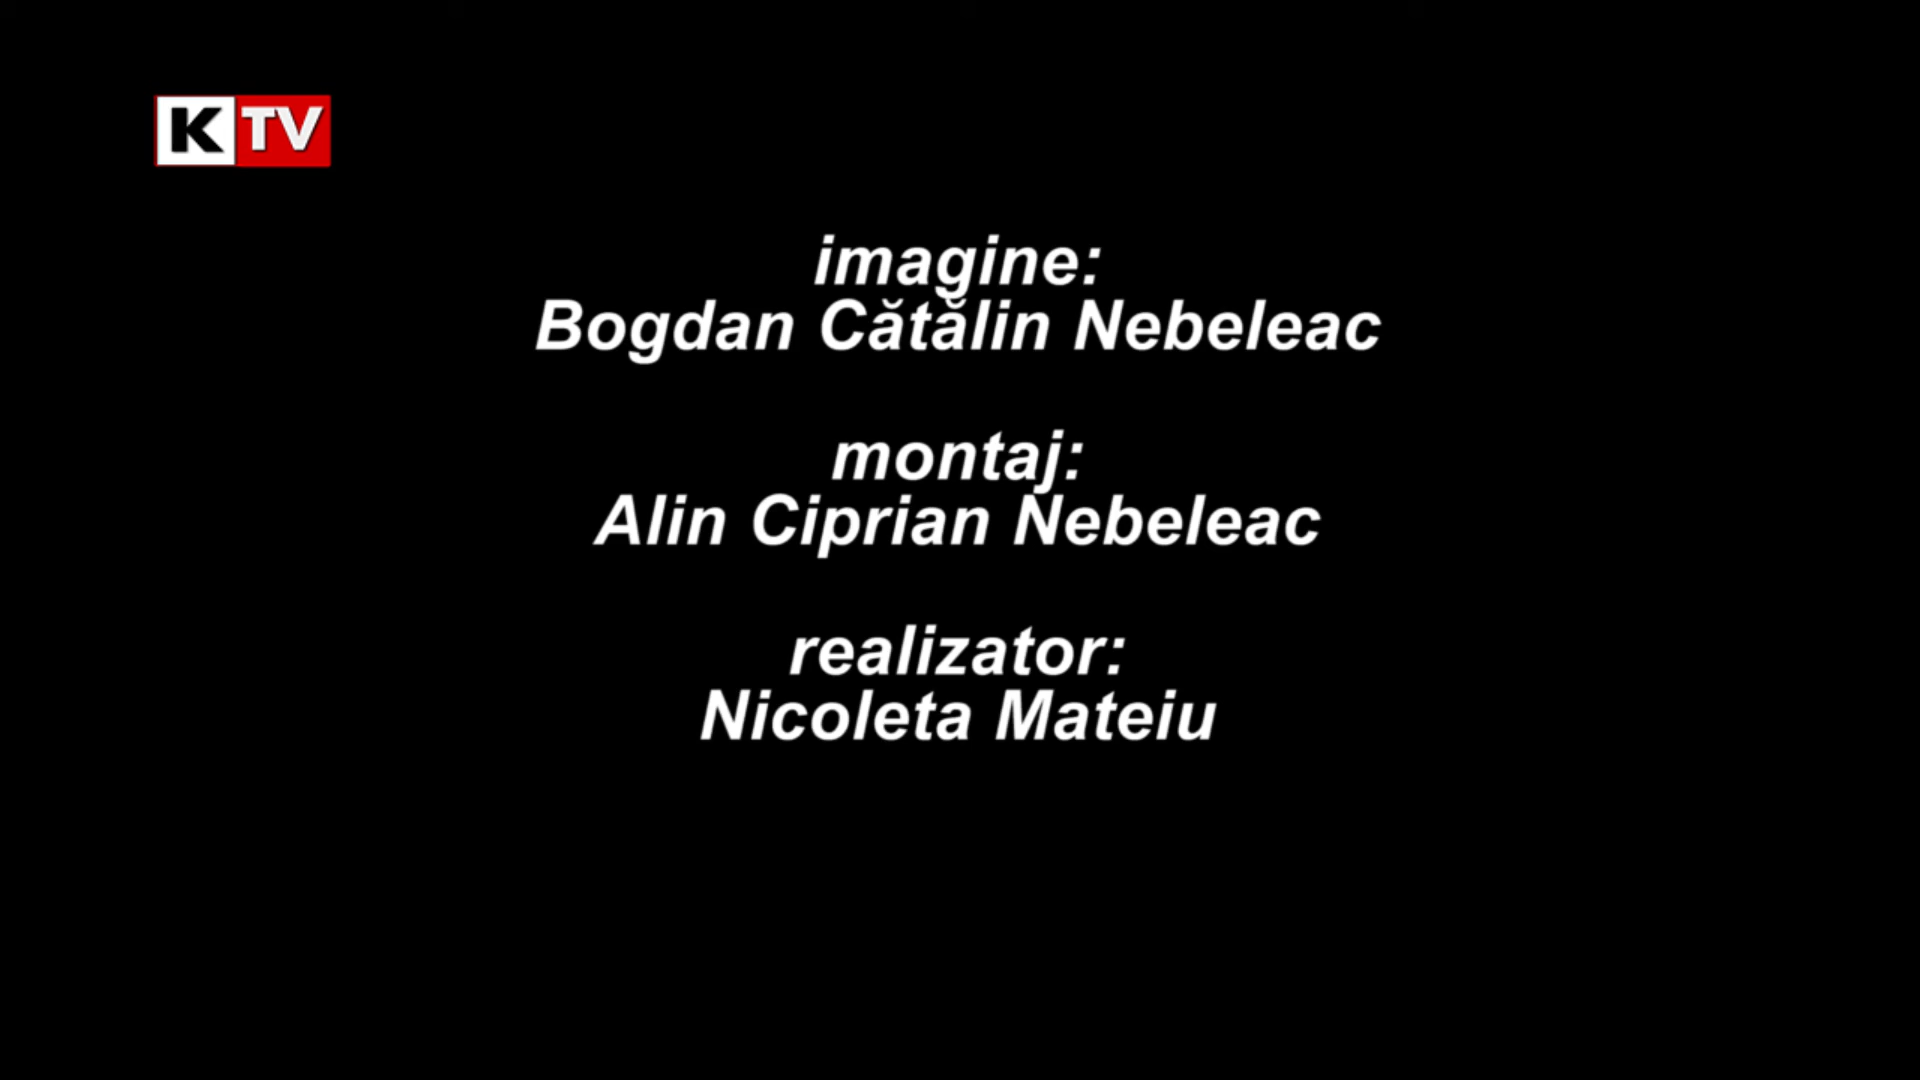 KTV
imagine:
Bogdan Cătălin Nebeleac
montaj:
Alin Ciprian Nebeleac
realizator:
Nicoleta Mateiu